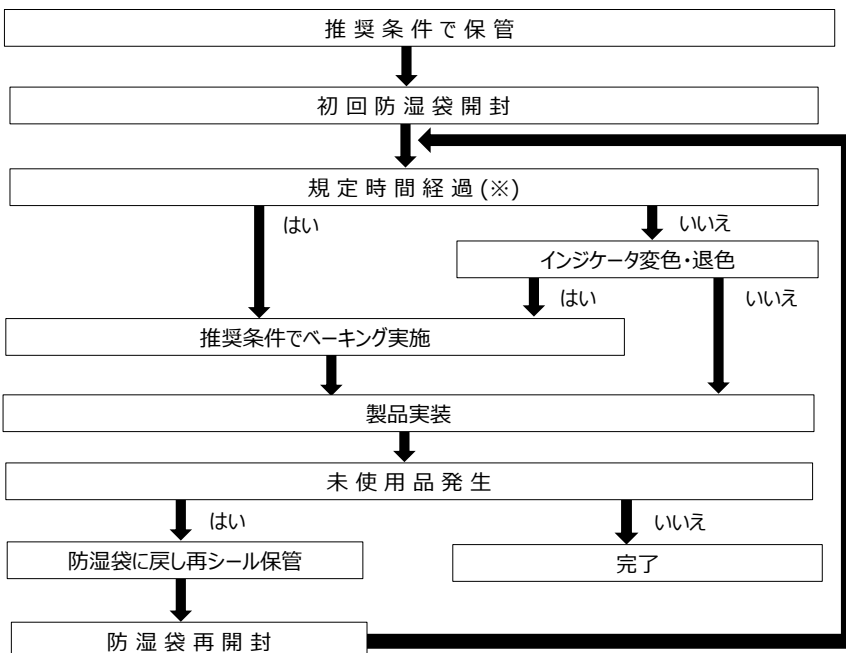 推奨条件で保管
初回防湿袋開封
規定時間経過(※)
はい
いいえ
インジケータ変色・退色
はい
いいえ
推奨条件でベーキング実施
製品実装
未使用品発生
はい
いいえ
防湿袋に戻し再シール保管
完了
防湿袋再開封